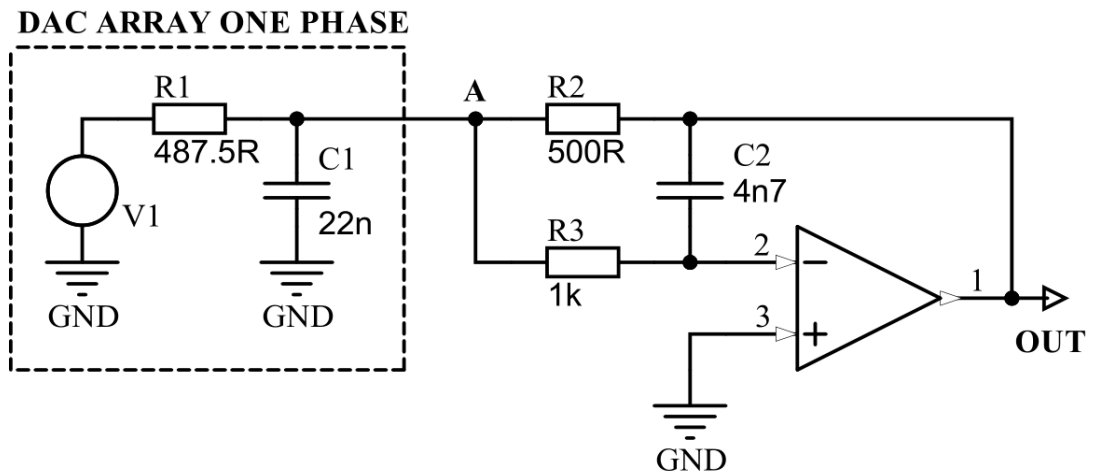 DAC ARRAY ONE PHASE
R1
487.5R
V1
GND
C1
22n
GND
A
R2
500R
C2
4n7
R3
1k
2
−
3
+
1
GND
OUT